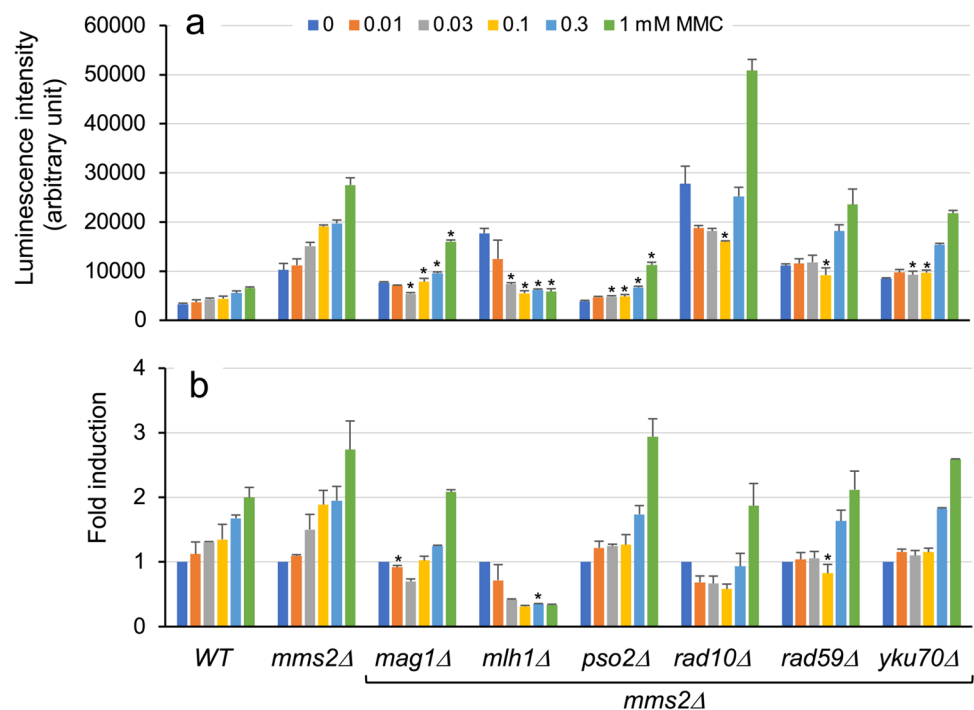 a
0 0.01 0.03 0.1 0.3 1 mM MMC
Luminescence intensity
(arbitrary unit)
60000
50000
40000
30000
20000
10000
0
* * * * * * * * * * * * * * * * *
b
Fold induction
4
3
2
1
0
* * *
WT mms2Δ mag1Δ mlh1Δ pso2Δ rad10Δ rad59Δ yku70Δ
mms2Δ